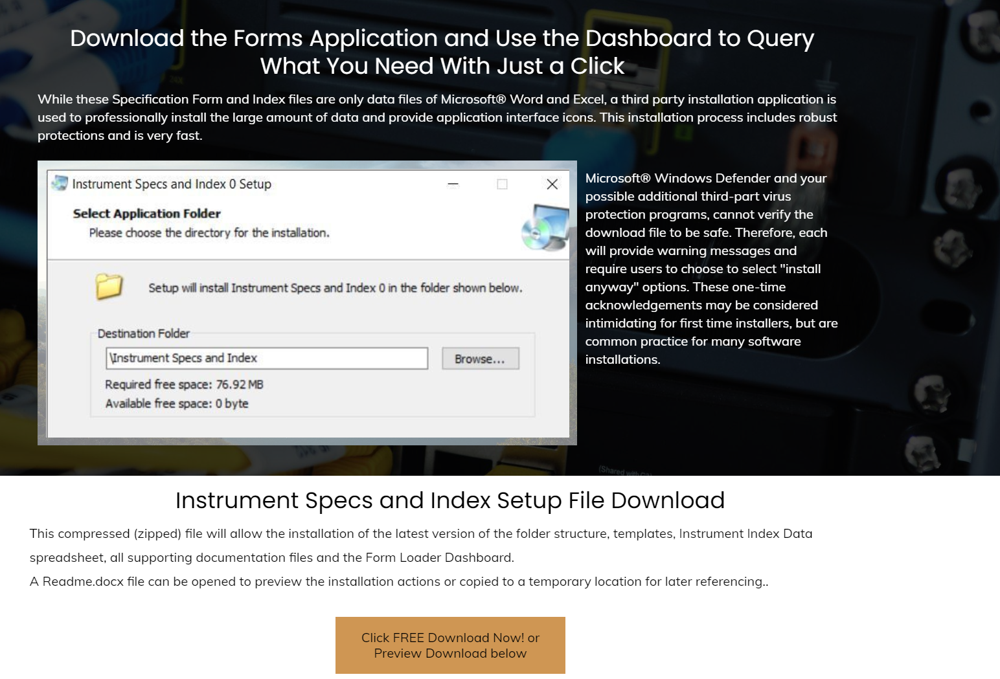 Download the Forms Application and Use the Dashboard to Query
What You Need With Just a Click
While these Specification Form and Index files are only data files of Microsoft® Word and Excel, a third party installation application is
used to professionally install the large amount of data and provide application interface icons. This installation process includes robust
protections and is very fast.
Instrument Specs and Index 0 Setup
Select Application Folder
Please choose the directory for the installation.
Setup will install Instrument Specs and Index 0 in the folder shown below.
Destination Folder
\Instrument Specs and Index
Browse...
Required free space: 76.92 MB
Available free space: 0 byte
Microsoft® Windows Defender and your
possible additional third-part virus
protection programs, cannot verify the
download file to be safe. Therefore, each
will provide warning messages and
require users to choose to select "install
anyway" options. These one-time
acknowledgements may be considered
intimidating for first time installers, but are
common practice for many software
installations.
(Shared with
Instrument Specs and Index Setup File Download
This compressed (zipped) file will allow the installation of the latest version of the folder structure, templates, Instrument Index Data
spreadsheet, all supporting documentation files and the Form Loader Dashboard.
A Readme.docx file can be opened to preview the installation actions or copied to a temporary location for later referencing..
Click FREE Download Now! or
Preview Download below